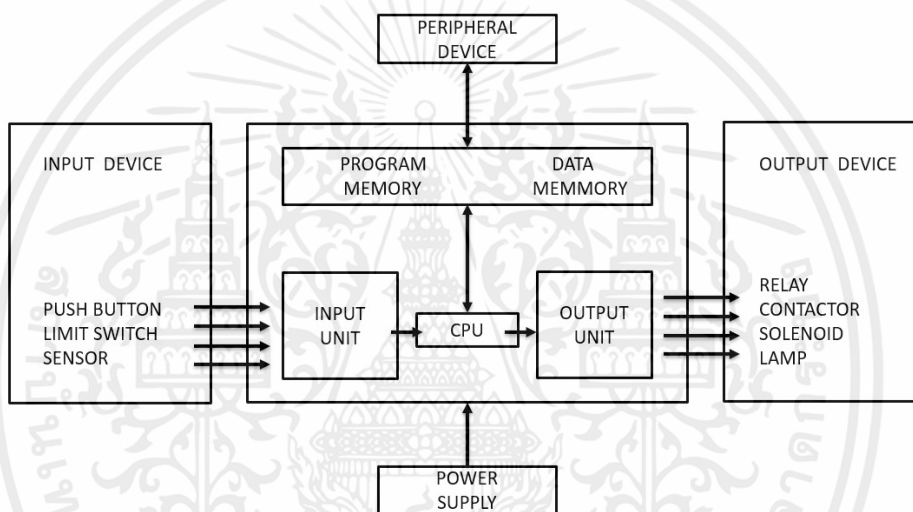 PERIPHERAL
DEVICE
INPUT DEVICE
PUSH BUTTON
LIMIT SWITCH
SENSOR
PROGRAM
MEMORY
DATA
MEMMORY
INPUT
UNIT
CPU
OUTPUT
UNIT
OUTPUT DEVICE
RELAY
CONTACTOR
SOLENOID
LAMP
POWER
SUPPLY